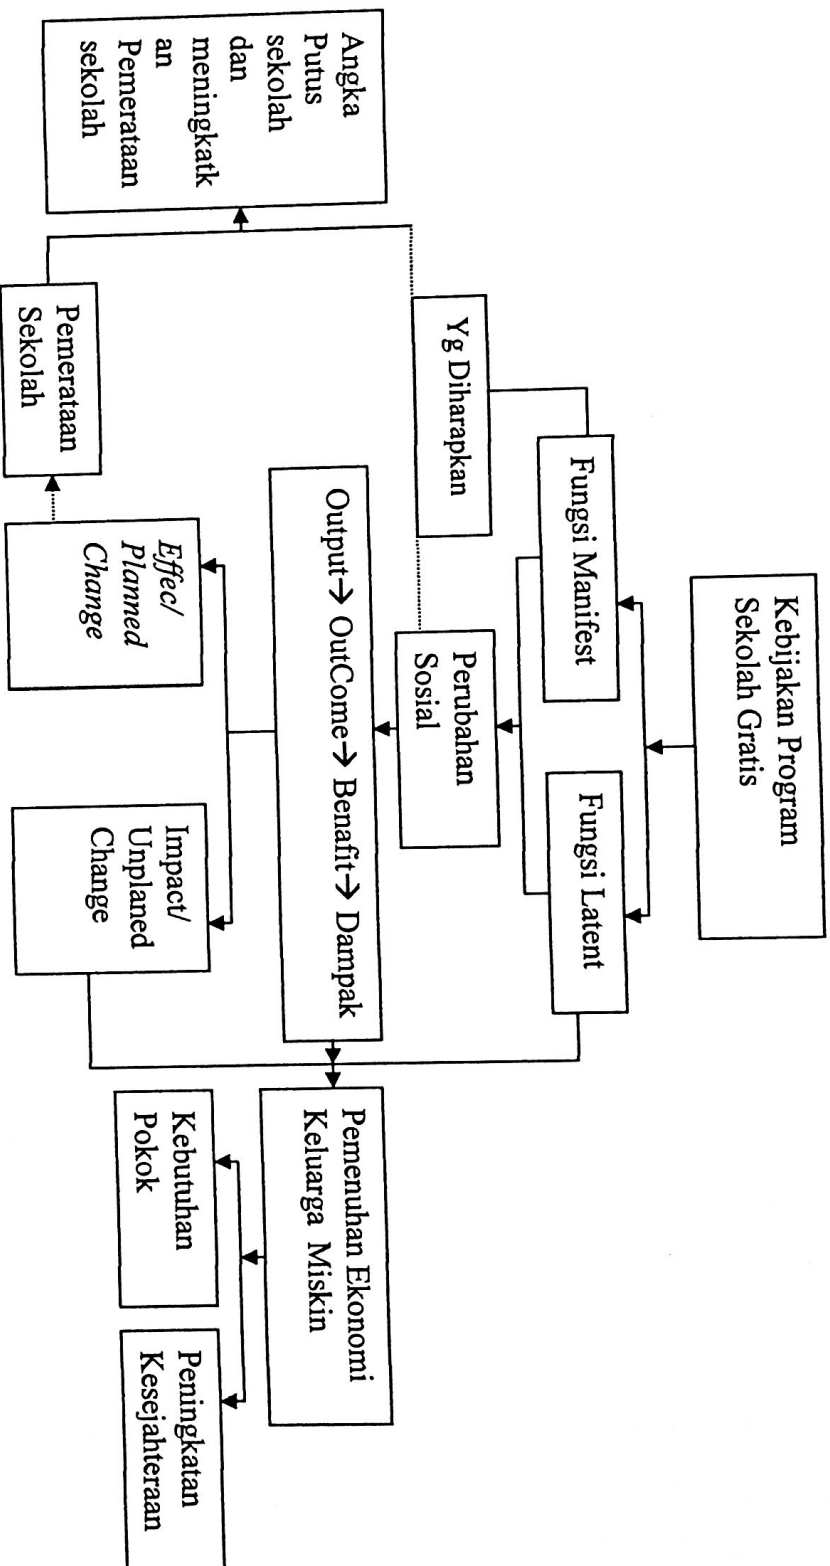 Kebijakan Program
Sekolah Gratis
Fungsi Manifest
Fungsi Latent
Yg Diharapkan
Perubahan
Sosial
Output→ OutCome→ Benafit→ Dampak
Angka
Putus
sekolah
dan
meningkatk
an
Pemerataan
sekolah
Pemerataan
Sekolah
Effec/
Planned
Change
Impact/
Unplaned
Change
Pemenuhan Ekonomi
Keluarga Miskin
Kebutuhan
Pokok
Peningkatan
Kesejahteraan